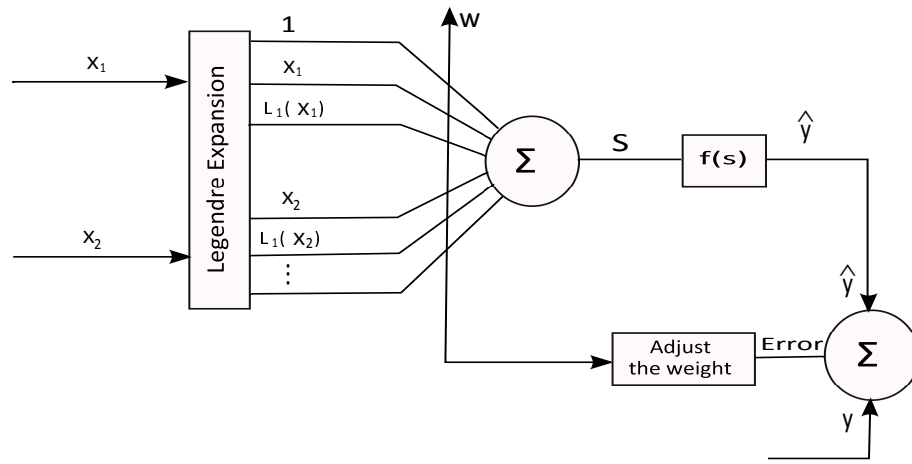 1
w
x₁
x₁
L₁( x₁)
Legendre Expansion
Σ
S
f(s)
ŷ
x₂
x₂
L₁( x₂)
⋮
ŷ
Adjust
the weight
Error
Σ
y